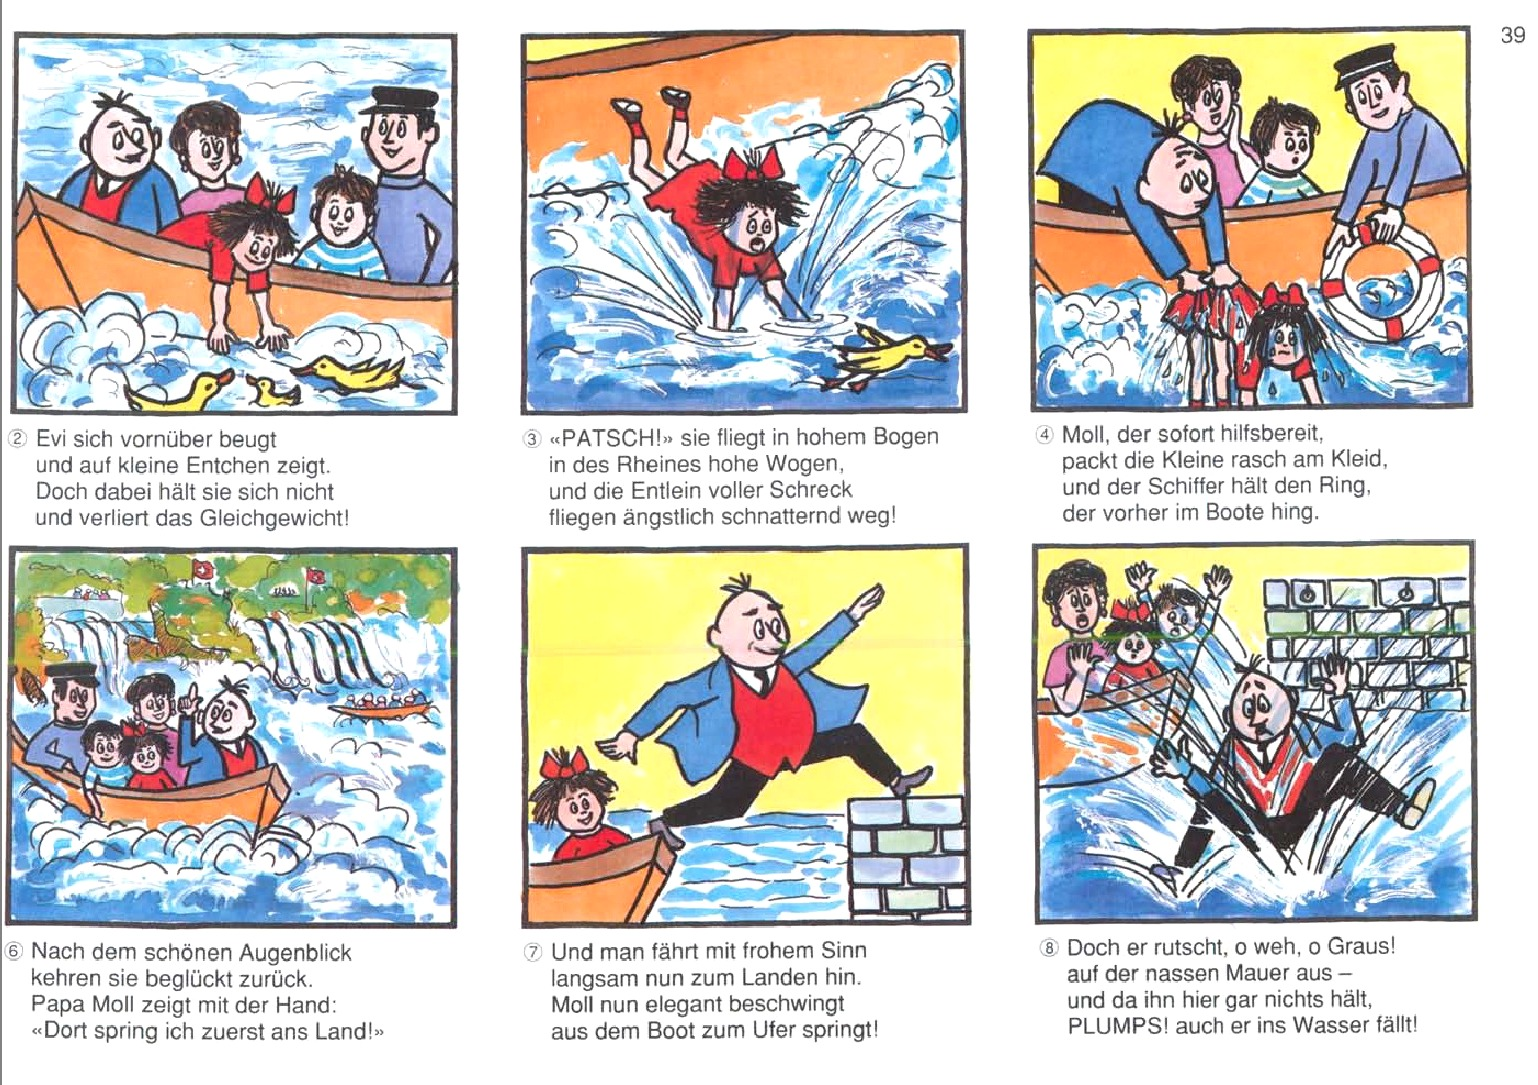 39
② Evi sich vornüber beugt
und auf kleine Entchen zeigt.
Doch dabei hält sie sich nicht
und verliert das Gleichgewicht!
③ «PATSCH!» sie fliegt in hohem Bogen
in des Rheines hohe Wogen,
und die Entlein voller Schreck
fliegen ängstlich schnatternd weg!
④ Moll, der sofort hilfsbereit,
packt die Kleine rasch am Kleid,
und der Schiffer hält den Ring,
der vorher im Boote hing.
⑥ Nach dem schönen Augenblick
kehren sie beglückt zurück.
Papa Moll zeigt mit der Hand:
«Dort spring ich zuerst ans Land!»
⑦ Und man fährt mit frohem Sinn
langsam nun zum Landen hin.
Moll nun elegant beschwingt
aus dem Boot zum Ufer springt!
⑧ Doch er rutscht, o weh, o Graus!
auf der nassen Mauer aus –
und da ihn hier gar nichts hält,
PLUMPS! auch er ins Wasser fällt!